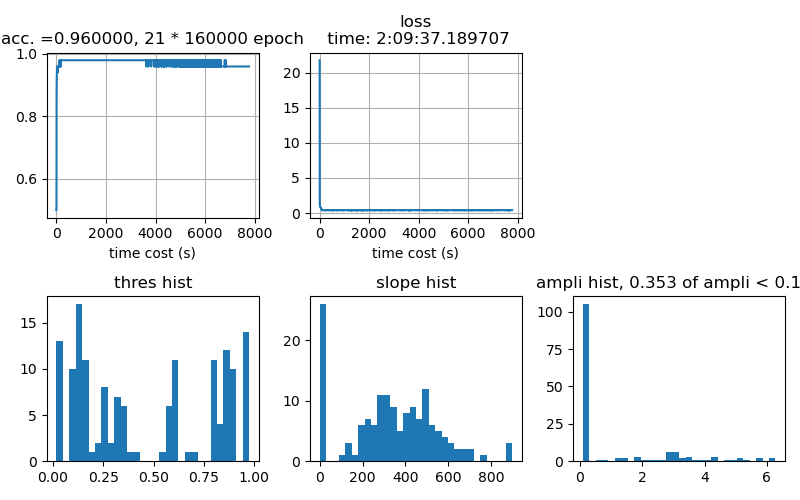 acc. =0.960000, 21 * 160000 epoch
1.0
0.8
0.6
0 2000 4000 6000 8000
time cost (s)
loss
time: 2:09:37.189707
20
15
10
5
0
0 2000 4000 6000 8000
time cost (s)
thres hist
15
10
5
0
0.00 0.25 0.50 0.75 1.00
slope hist
20
10
0
0 200 400 600 800
ampli hist, 0.353 of ampli < 0.1
100
75
50
25
0
0 2 4 6